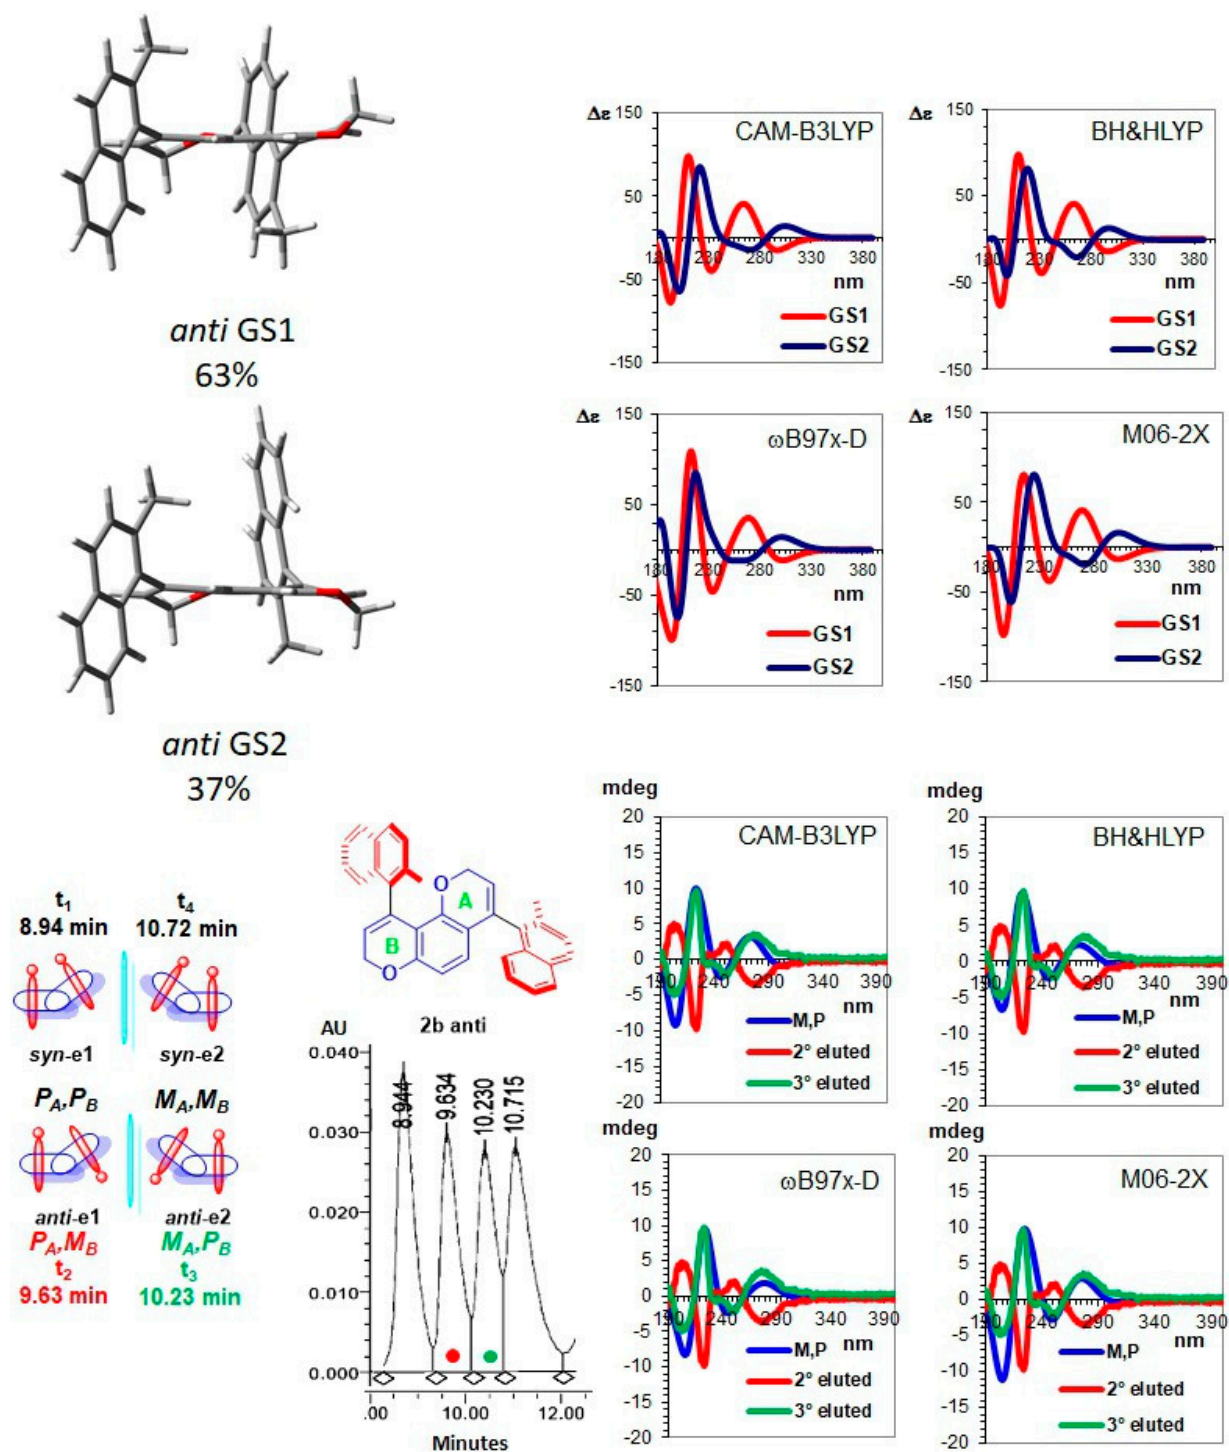 anti GS1
63%
anti GS2
37%
Δε
150
CAM-B3LYP
50
180 230 280 330 380
-50
nm
GS1
GS2
-150
Δε
150
BH&HLYP
50
180 230 280 330 380
-50
nm
GS1
GS2
-150
Δε
150
ωB97x-D
50
180 230 280 330 380
-50
nm
GS1
GS2
-150
Δε
150
M06-2X
50
180 230 280 330 380
-50
nm
GS1
GS2
-150
t1
8.94 min
t4
10.72 min
syn-e1
syn-e2
PA,PB
MA,MB
anti-e1
anti-e2
PA,MB
MA,PB
t2
t3
9.63 min
10.23 min
O
A
B
O
2b anti
AU
0.040
0.030
0.020
0.010
0.000
8.944
9.634
10.230
10.715
.00 10.00 12.00
Minutes
mdeg
20
15
10
5
0
-5
-10
-15
-20
CAM-B3LYP
190 240 290 340 390
nm
M,P
2° eluted
3° eluted
mdeg
20
15
10
5
0
-5
-10
-15
-20
BH&HLYP
190 240 290 340 390
nm
M,P
2° eluted
3° eluted
mdeg
20
15
10
5
0
-5
-10
-15
-20
ωB97x-D
190 240 290 340 390
nm
M,P
2° eluted
3° eluted
mdeg
20
15
10
5
0
-5
-10
-15
-20
M06-2X
190 240 290 340 390
nm
M,P
2° eluted
3° eluted